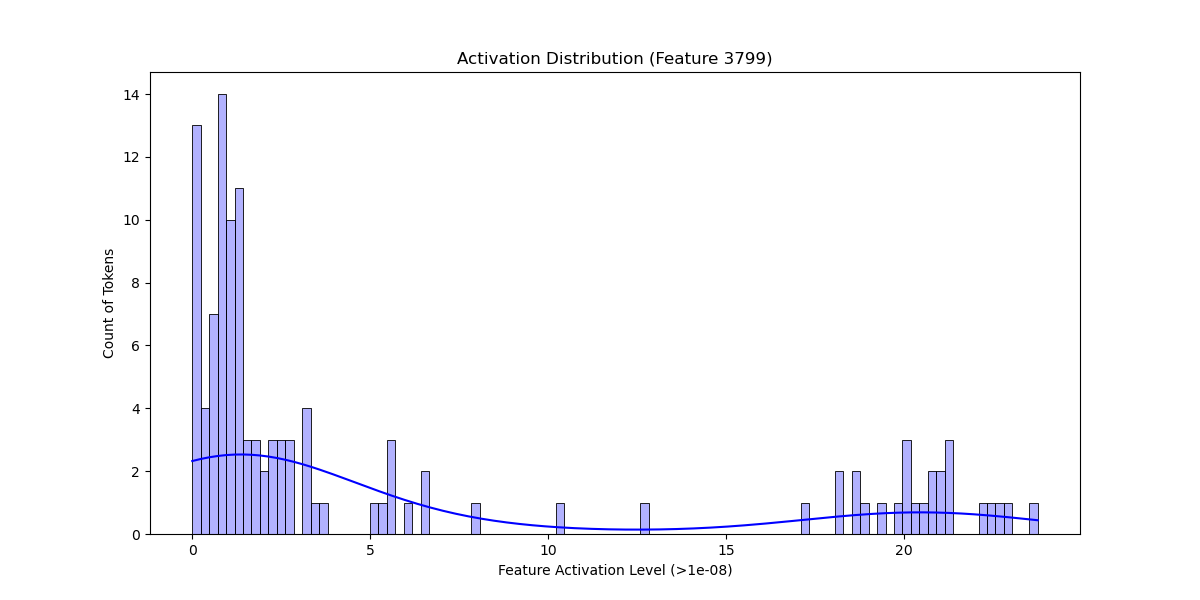 Activation Distribution (Feature 3799)
14
12
10
8
6
4
2
0
Count of Tokens
0 5 10 15 20
Feature Activation Level (>1e-08)